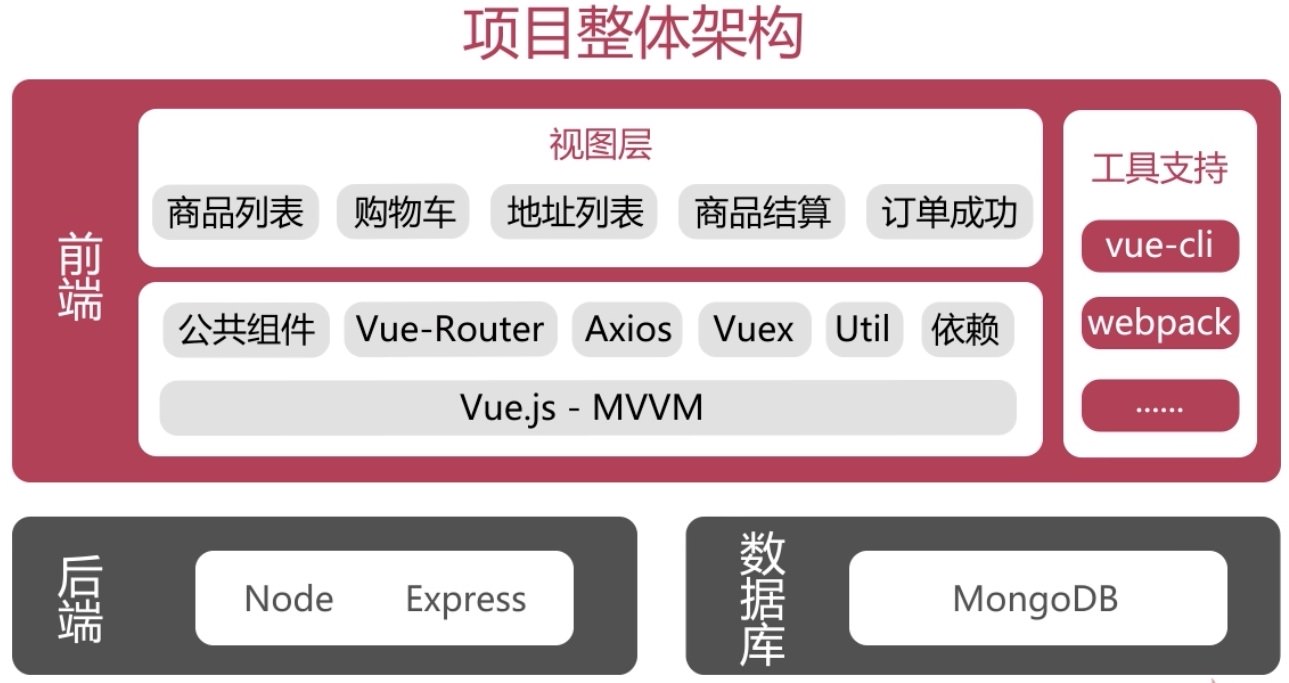 项目整体架构
前端
视图层
商品列表 购物车 地址列表 商品结算 订单成功
公共组件 Vue-Router Axios Vuex Util 依赖
Vue.js - MVVM
工具支持
vue-cli
webpack
......
后端
Node Express
数据库
MongoDB